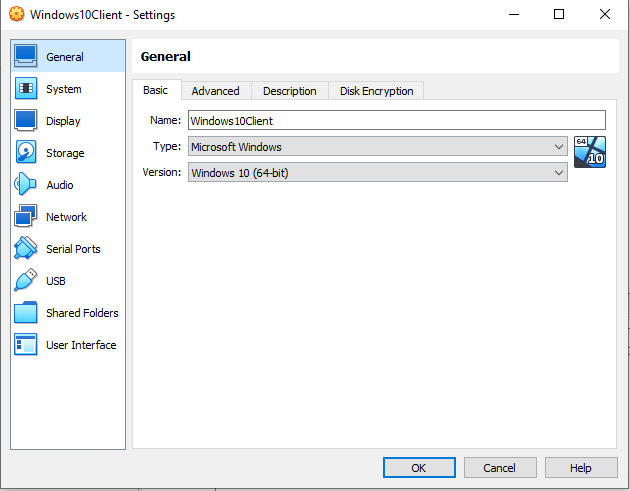 Windows10Client - Settings
General
System
Display
Storage
Audio
Network
Serial Ports
USB
Shared Folders
User Interface
General
Basic Advanced Description Disk Encryption
Name: Windows10Client
Type: Microsoft Windows
64
10
Version: Windows 10 (64-bit)
OK Cancel Help